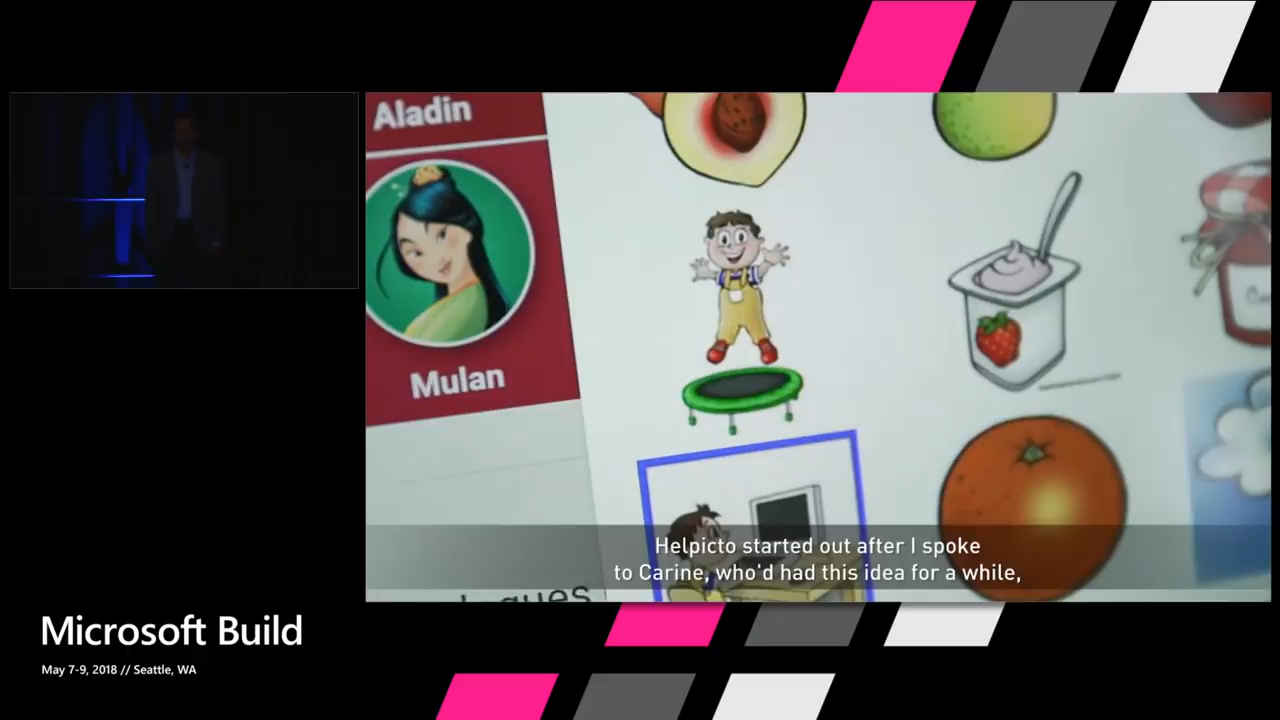 Aladin
Mulan
Helpicto started out after I spoke
to Carine, who'd had this idea for a while,
Microsoft Build
May 7-9, 2018 // Seattle, WA